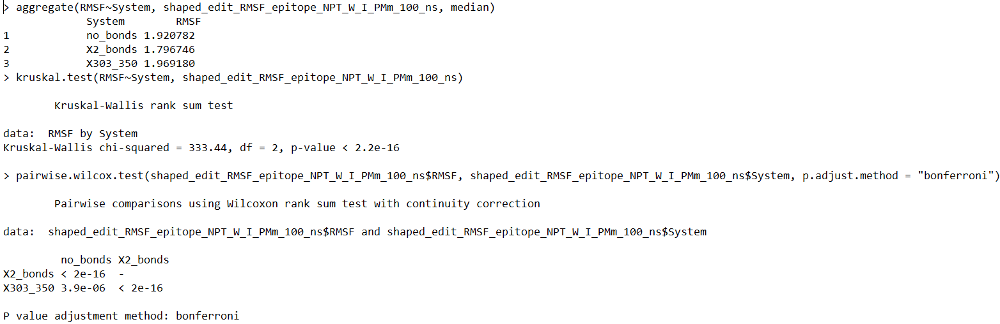 > aggregate(RMSF~System, shaped_edit_RMSF_epitope_NPT_W_I_PMm_100_ns, median)
             System        RMSF
1            no_bonds 1.920782
2            X2_bonds 1.796746
3            X303_350 1.969180
> kruskal.test(RMSF~System, shaped_edit_RMSF_epitope_NPT_W_I_PMm_100_ns)
        Kruskal-Wallis rank sum test
data:  RMSF by System
Kruskal-Wallis chi-squared = 333.44, df = 2, p-value < 2.2e-16
> pairwise.wilcox.test(shaped_edit_RMSF_epitope_NPT_W_I_PMm_100_ns$RMSF, shaped_edit_RMSF_epitope_NPT_W_I_PMm_100_ns$System, p.adjust.method = "bonferroni")
        Pairwise comparisons using Wilcoxon rank sum test with continuity correction
data:  shaped_edit_RMSF_epitope_NPT_W_I_PMm_100_ns$RMSF and shaped_edit_RMSF_epitope_NPT_W_I_PMm_100_ns$System
         no_bonds X2_bonds
X2_bonds < 2e-16  -
X303_350 3.9e-06  < 2e-16
P value adjustment method: bonferroni